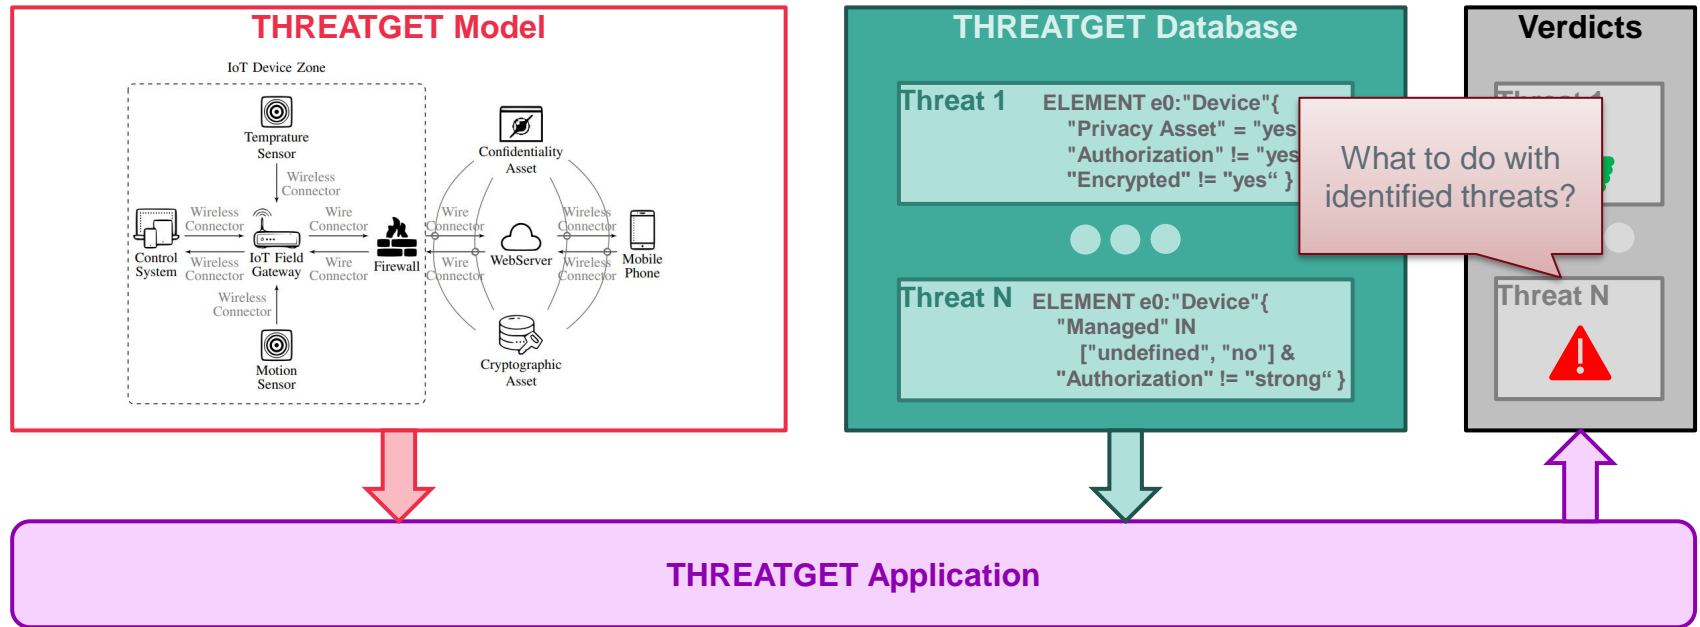 THREATGET Model
IoT Device Zone
Temprature
Sensor
Wireless
Connector
Wireless
Connector
Wire
Connector
Control
System
Wireless
Connector
IoT Field
Gateway
Wire
Connector
Firewall
Wireless
Connector
Motion
Sensor
Confidentiality
Asset
Wire
Connector
Wireless
Connector
Wire
Connector
WebServer
Wireless
Connector
Mobile
Phone
Cryptographic
Asset
THREATGET Database
Threat 1
ELEMENT e0:"Device"{
"Privacy Asset" = "yes
"Authorization" != "yes
"Encrypted" != "yes“ }
Threat N
ELEMENT e0:"Device"{
"Managed" IN
["undefined", "no"] &
"Authorization" != "strong“ }
Verdicts
Threat 1
What to do with
identified threats?
Threat N
THREATGET Application